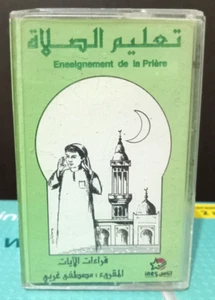 تعليم الصلاة
Enseignement de la Prière
قراءات الآيات
المقرئ : مصطفى غربي